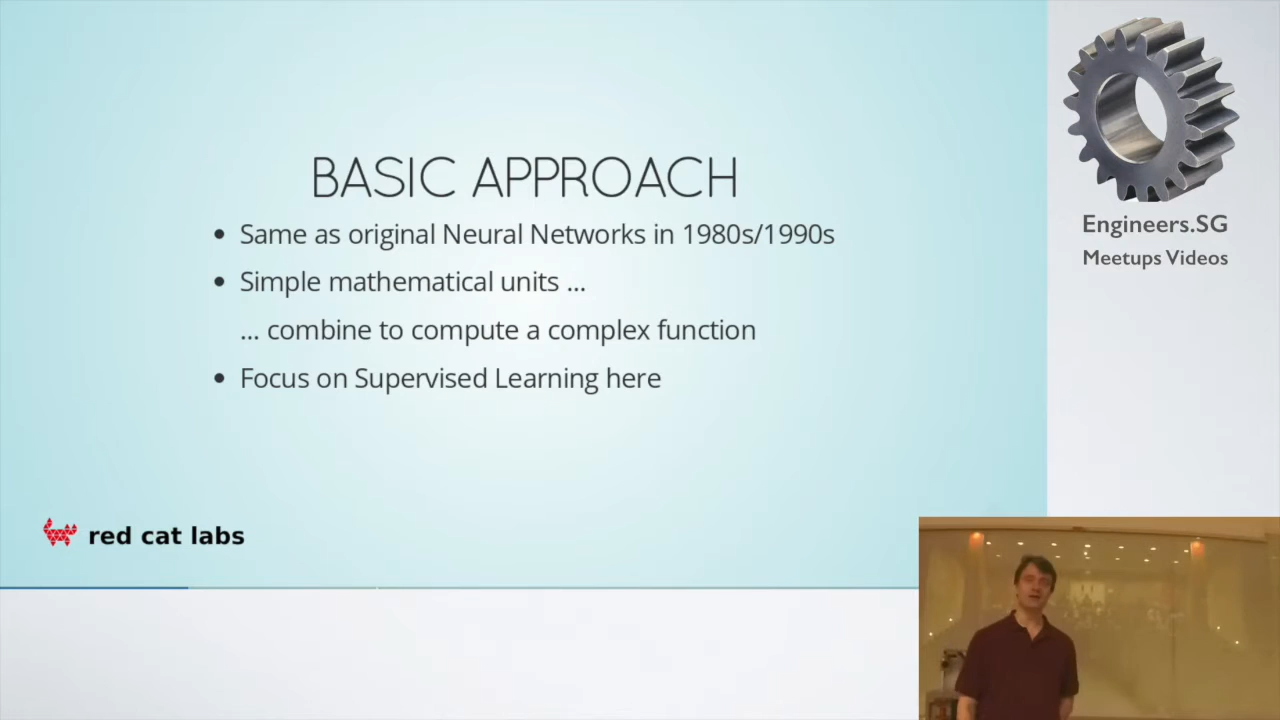 BASIC APPROACH
• Same as original Neural Networks in 1980s/1990s
• Simple mathematical units ...
... combine to compute a complex function
• Focus on Supervised Learning here
red cat labs
Engineers.SG
Meetups Videos